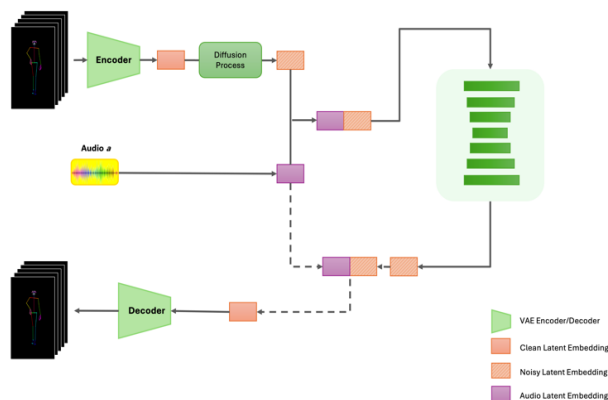 Encoder
Diffusion
Process
Audio a
Decoder
VAE Encoder/Decoder
Clean Latent Embedding
Noisy Latent Embedding
Audio Latent Embedding